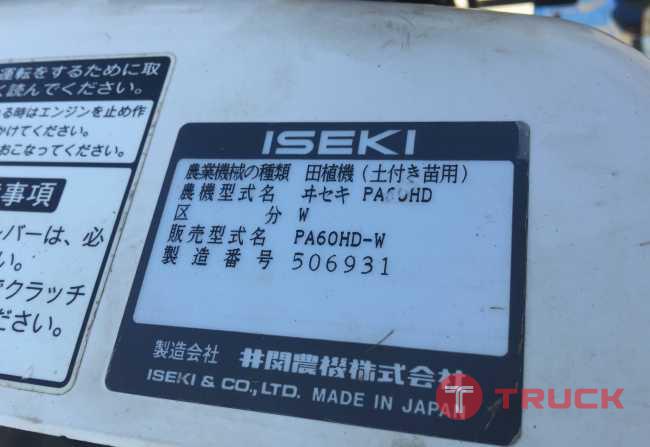 運転をするために取
く読んでください。
る時はエンジンを止め作
かけてください。
おこなってください。
事項
バーは、必
い。
でクラッチ
ださい。
ISEKI
農業機械の種類 田植機(土付き苗用)
農機型式名 ヰセキ PA60HD
区分 W
販売型式名 PA60HD-W
製造番号 506931
製造会社 井関農機株式会社
ISEKI & CO., LTD. MADE IN JAPAN
T TRUCK